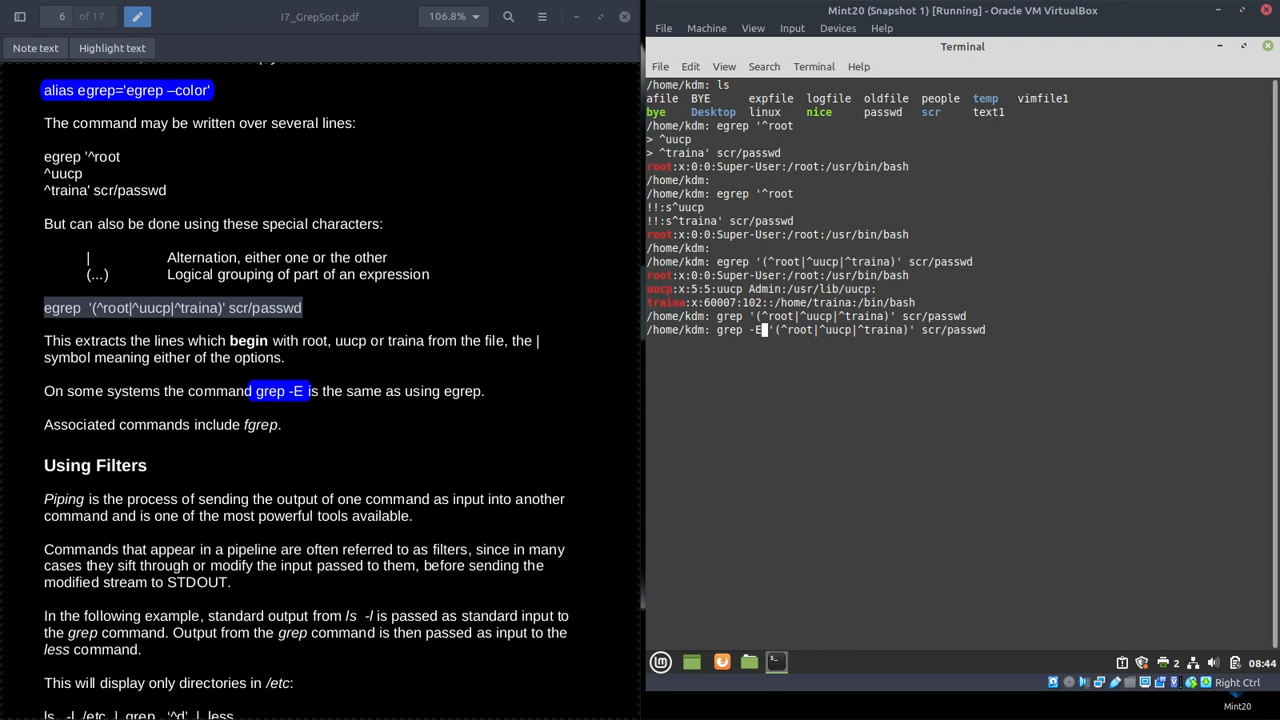 6 of 17
I7_GrepSort.pdf
106.8%
Note text
Highlight text
alias egrep='egrep –color'
The command may be written over several lines:
egrep '^root
^uucp
^traina' scr/passwd
But can also be done using these special characters:
| Alternation, either one or the other
(...) Logical grouping of part of an expression
egrep '(^root|^uucp|^traina)' scr/passwd
This extracts the lines which begin with root, uucp or traina from the file, the |
symbol meaning either of the options.
On some systems the command grep -E is the same as using egrep.
Associated commands include fgrep.
Using Filters
Piping is the process of sending the output of one command as input into another
command and is one of the most powerful tools available.
Commands that appear in a pipeline are often referred to as filters, since in many
cases they sift through or modify the input passed to them, before sending the
modified stream to STDOUT.
In the following example, standard output from ls -l is passed as standard input to
the grep command. Output from the grep command is then passed as input to the
less command.
This will display only directories in /etc:
ls -l /etc | grep '^d' | less
Mint20 (Snapshot 1) [Running] - Oracle VM VirtualBox
File Machine View Input Devices Help
Terminal
File Edit View Search Terminal Help
/home/kdm: ls
afile BYE expfile logfile oldfile people temp vimfile1
bye Desktop linux nice passwd scr text1
/home/kdm: egrep '^root
> ^uucp
> ^traina' scr/passwd
root:x:0:0:Super-User:/root:/usr/bin/bash
/home/kdm:
/home/kdm: egrep '^root
!!:s^uucp
!!:s^traina' scr/passwd
root:x:0:0:Super-User:/root:/usr/bin/bash
/home/kdm:
/home/kdm: egrep '(^root|^uucp|^traina)' scr/passwd
root:x:0:0:Super-User:/root:/usr/bin/bash
uucp:x:5:5:uucp Admin:/usr/lib/uucp:
traina:x:60007:102::/home/traina:/bin/bash
/home/kdm: grep '(^root|^uucp|^traina)' scr/passwd
/home/kdm: grep -E '(^root|^uucp|^traina)' scr/passwd
2
08:44
Right Ctrl
Mint20